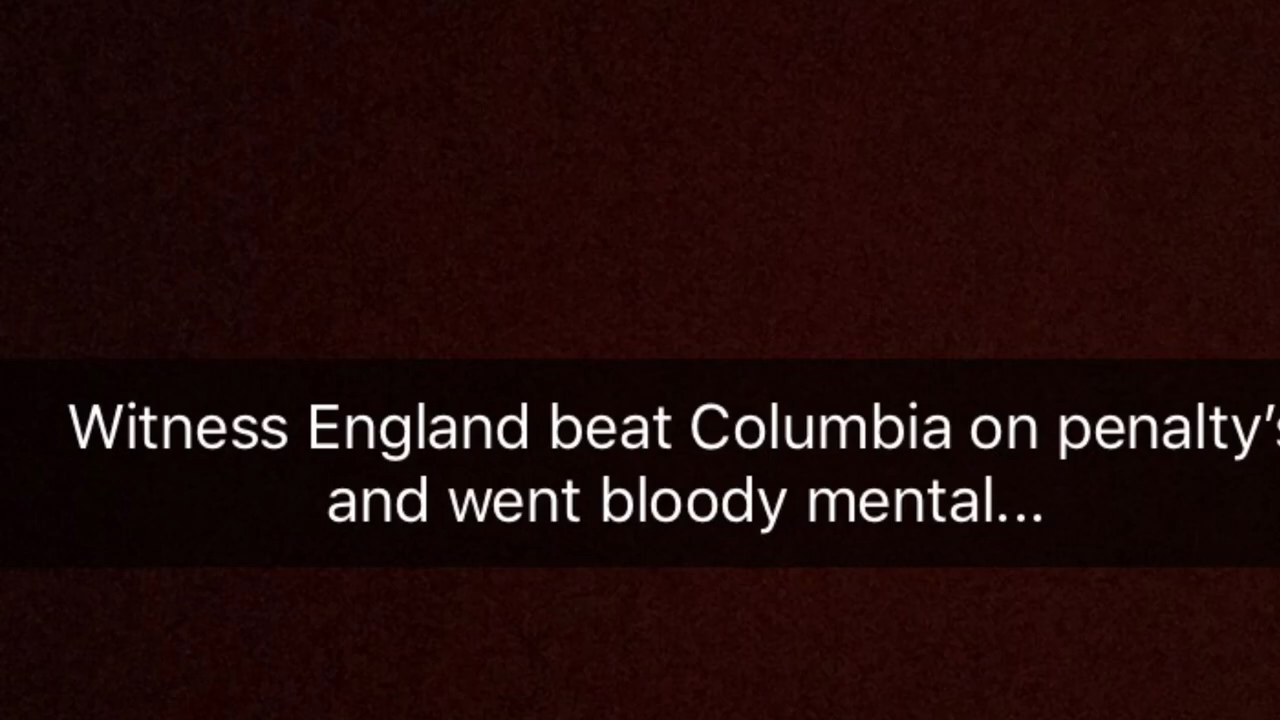 Witness England beat Columbia on penalty’s
and went bloody mental...